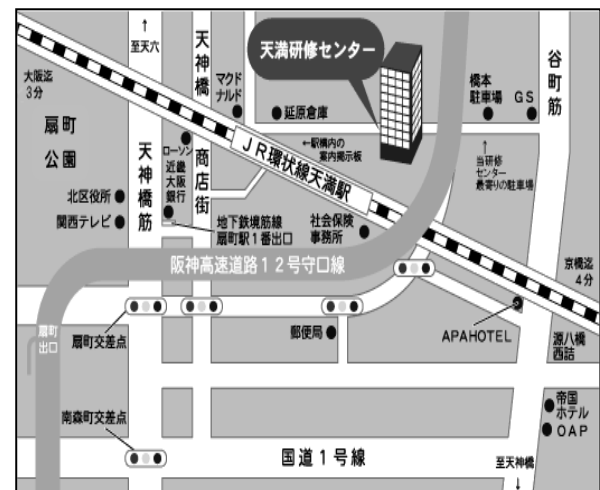 ↑
至天六
天神橋
マクド
ナルド
天満研修センター
谷町筋
大阪迄
3分
扇町
公園
延原倉庫
橋本
駐車場
GS
ローソン
近畿
大阪
銀行
天神橋筋
商店街
←駅構内の
案内掲示板
↑
当研修
センター
最寄りの駐車場
JR環状線天満駅
北区役所
関西テレビ
地下鉄境筋線
扇町駅1番出口
社会保険
事務所
阪神高速道路12号守口線
京橋迄
4分
扇町
出口
扇町交差点
郵便局
APAHOTEL
源八橋
西詰
帝国
ホテル
OAP
南森町交差点
国道1号線
至天神橋
↓